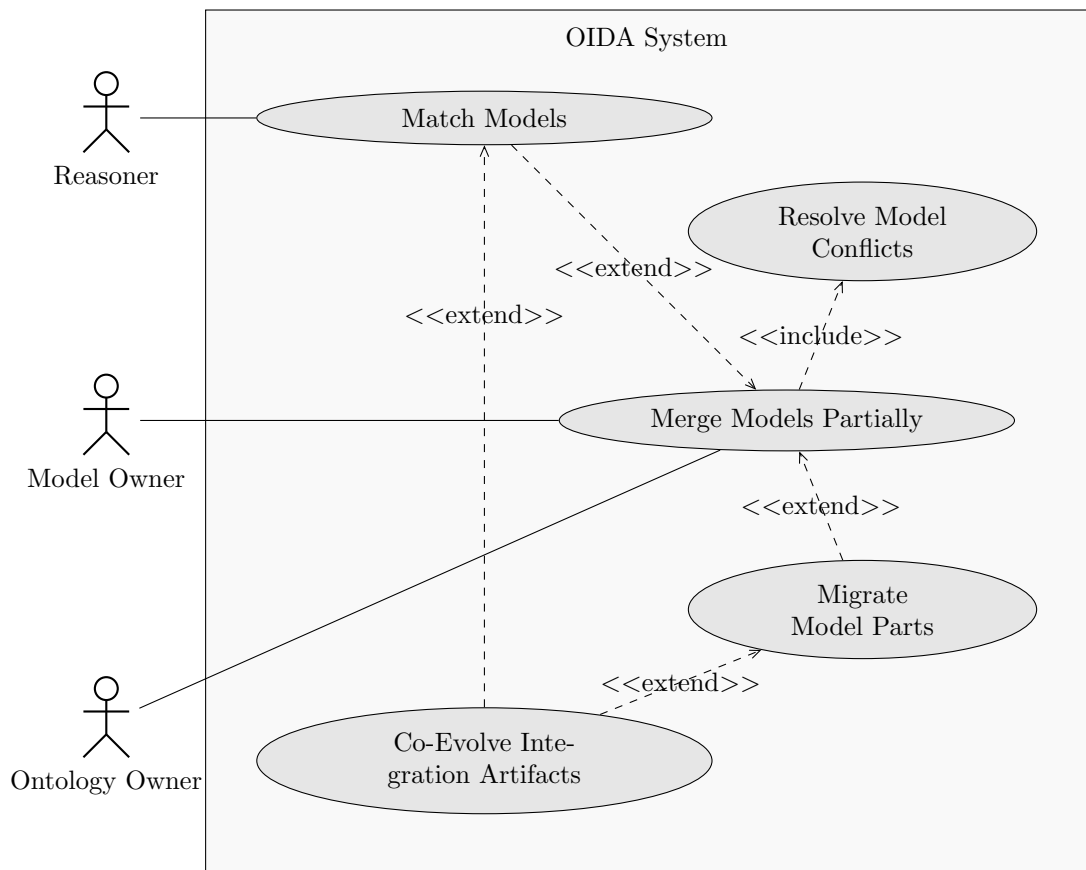 OIDA System
Match Models
Reasoner
Resolve Model
Conflicts
<<extend>>
<<extend>>
<<include>>
Merge Models Partially
Model Owner
<<extend>>
Migrate
Model Parts
<<extend>>
Co-Evolve Inte-
gration Artifacts
Ontology Owner